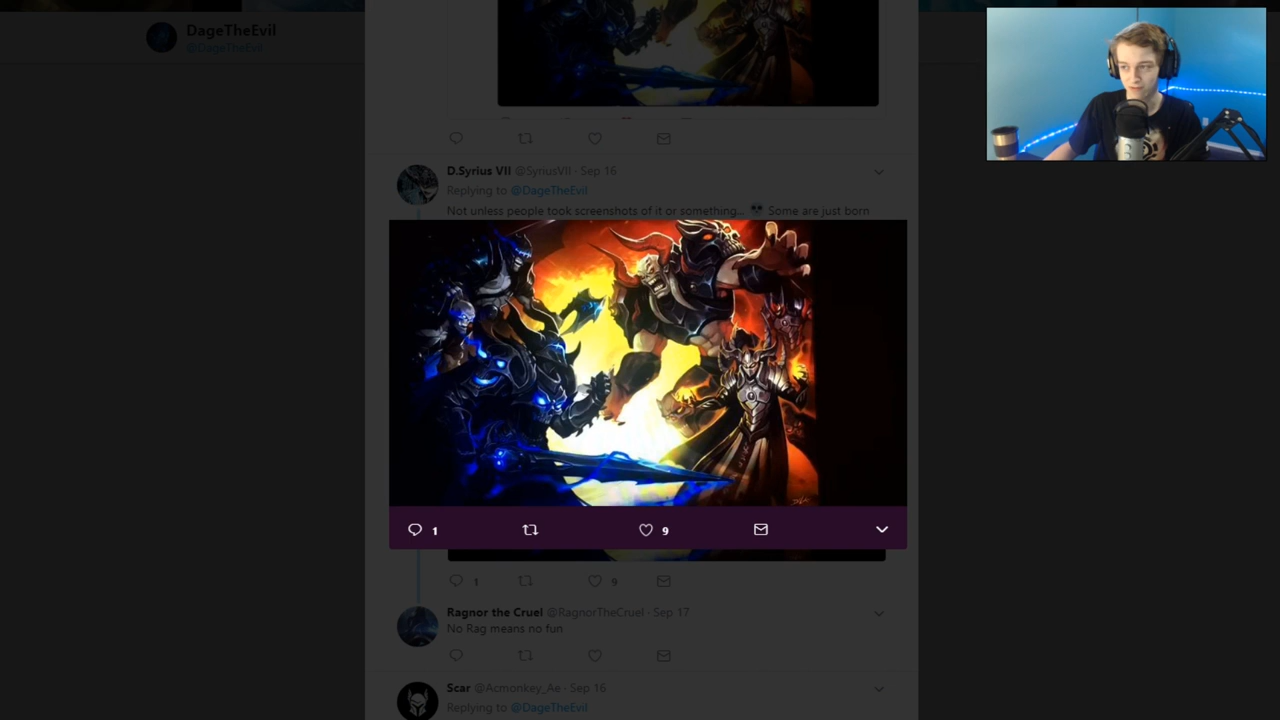 DageTheEvil
@DageTheEvil
D.Syrius VII @SyriusVII · Sep 16
Replying to @DageTheEvil
Not unless people took screenshots of it or something... 💀 Some are just born
1
9
1
9
Ragnor the Cruel @RagnorTheCruel · Sep 17
No Rag means no fun
Scar @Acmonkey_Ae · Sep 16
Replying to @DageTheEvil